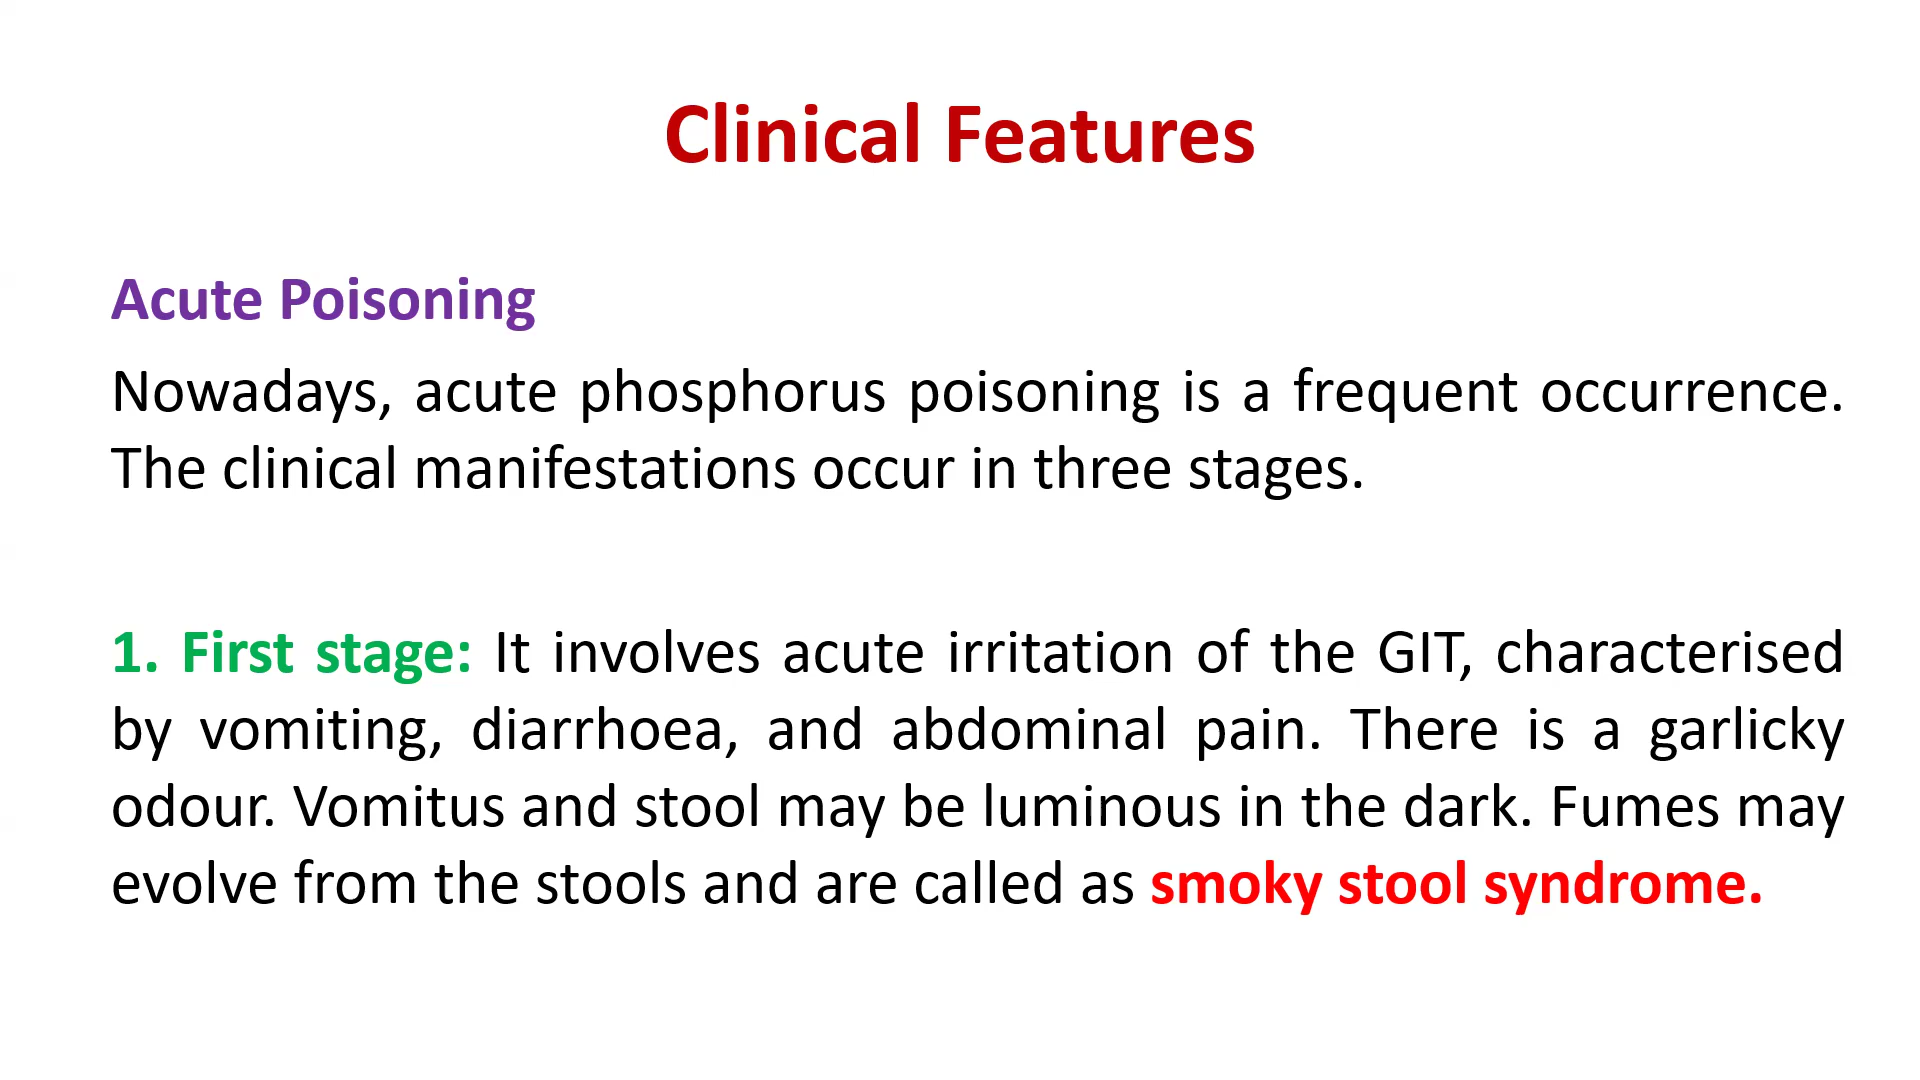 Clinical Features
Acute Poisoning
Nowadays, acute phosphorus poisoning is a frequent occurrence.
The clinical manifestations occur in three stages.
1. First stage: It involves acute irritation of the GIT, characterised
by vomiting, diarrhoea, and abdominal pain. There is a garlicky
odour. Vomitus and stool may be luminous in the dark. Fumes may
evolve from the stools and are called as smoky stool syndrome.